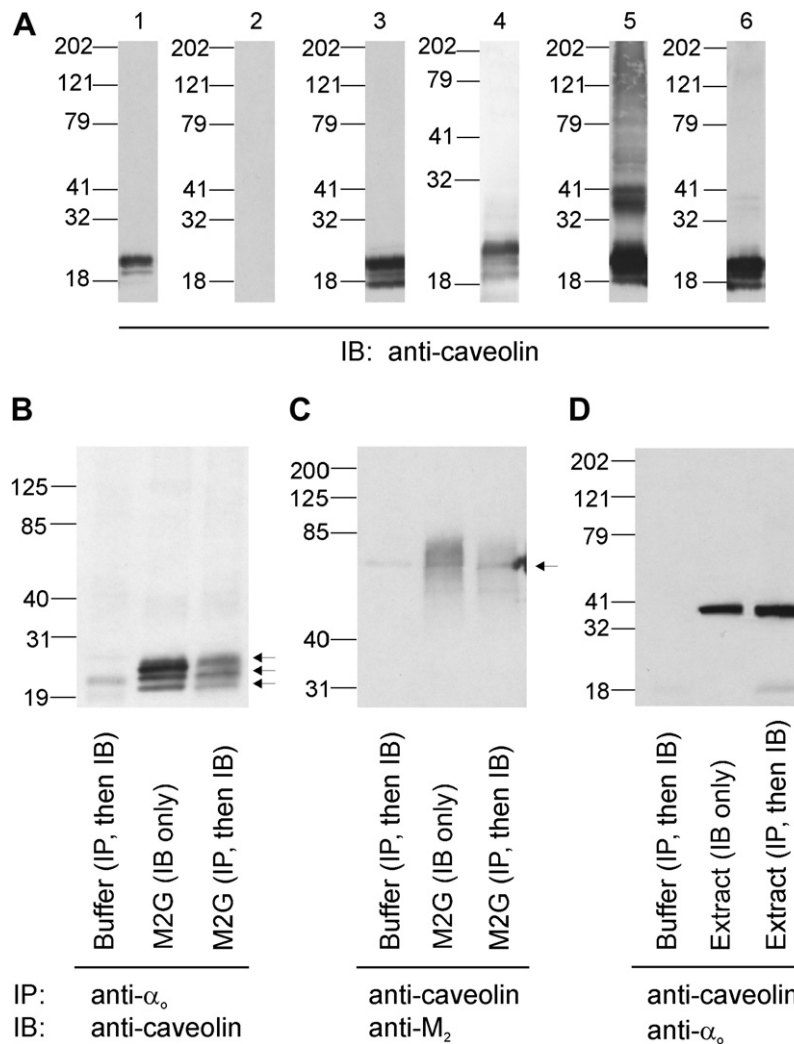 A
1 2 3 4 5 6
202 202 202 202 202 202
121 121 121 79 121 121
79 79 79 41 79 79
41 41 41 32 41 41
32 32 32 32 32
18 18 18 18 18 18
IB: anti-caveolin
B
125
85
40
31
19
Buffer (IP, then IB)
M2G (IB only)
M2G (IP, then IB)
C
200
125
85
40
31
Buffer (IP, then IB)
M2G (IB only)
M2G (IP, then IB)
D
202
121
79
41
32
18
Buffer (IP, then IB)
Extract (IB only)
Extract (IP, then IB)
IP: anti-αₒ anti-caveolin anti-caveolin
IB: anti-caveolin anti-M₂ anti-αₒ